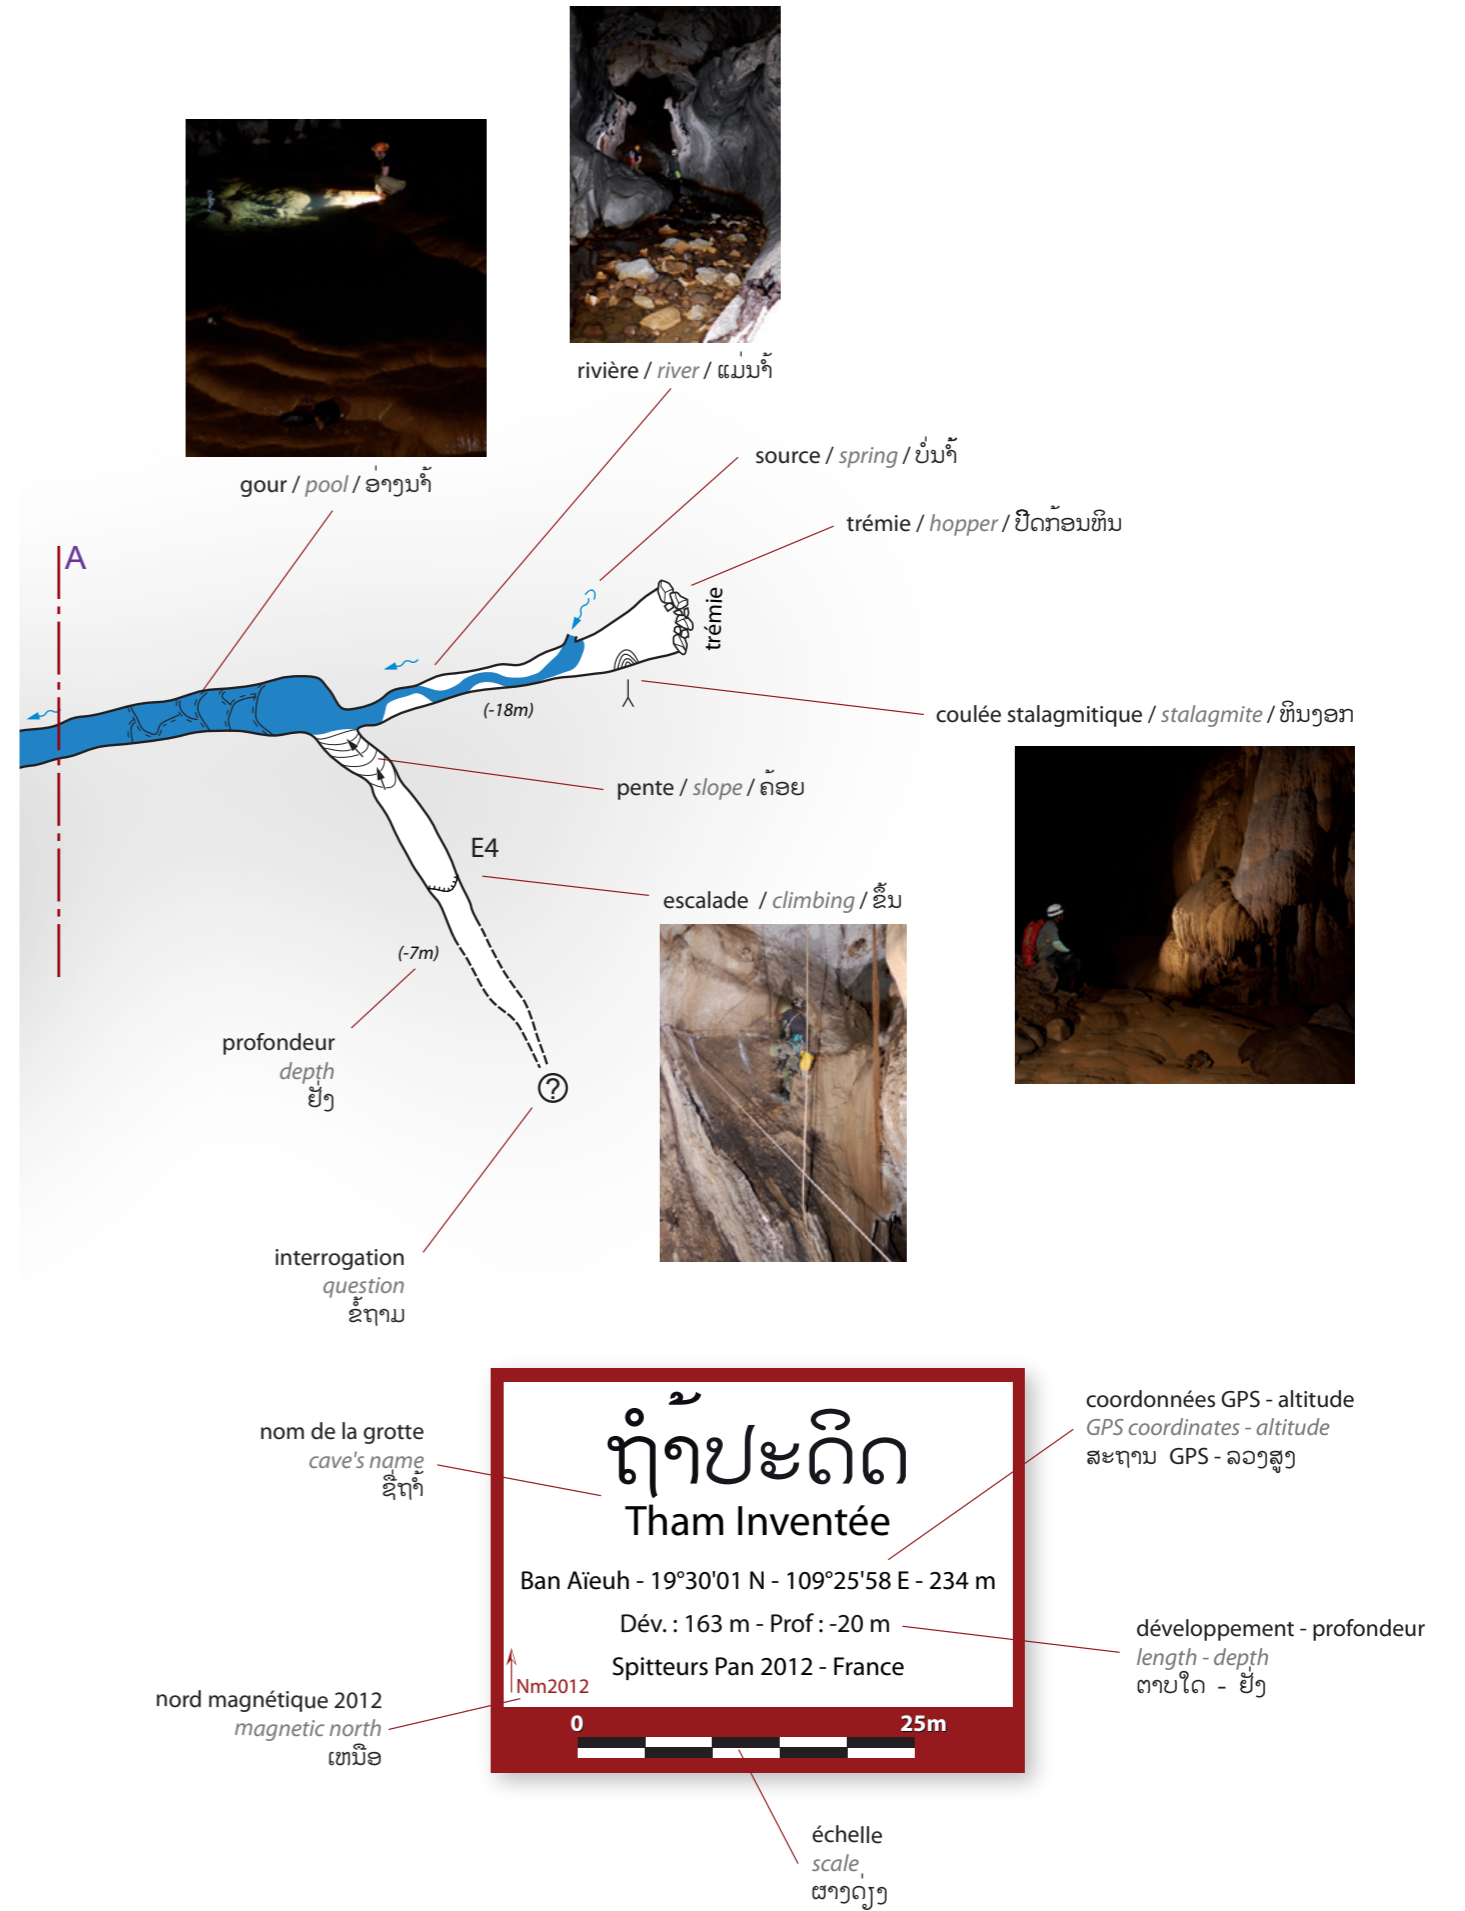 rivière / river / ແມ່ນ້ຳ
gour / pool / ອ່າງນ້ຳ
source / spring / ບໍ່ນ້ຳ
trémie / hopper / ປີດກ້ອນຫິນ
A
trémie
(-18m)
coulée stalagmitique / stalagmite / ຫິນງອກ
pente / slope / ຄ້ອຍ
E4
escalade / climbing / ຂຶ້ນ
(-7m)
profondeur
depth
ຢັ່ງ
?
interrogation
question
ຂໍ້ຖາມ
nom de la grotte
cave's name
ຊື່ຖ້ຳ
ຖ້ຳປະດິດ
Tham Inventée
Ban Aïeuh - 19°30'01 N - 109°25'58 E - 234 m
Dév. : 163 m - Prof : -20 m
Spitteurs Pan 2012 - France
Nm2012
0 25m
coordonnées GPS - altitude
GPS coordinates - altitude
ສະຖານ GPS - ລວງສູງ
développement - profondeur
length - depth
ຕາບໃດ - ຢັ່ງ
nord magnétique 2012
magnetic north
ເໜືອ
échelle
scale
ຜາງດ່ຽງ